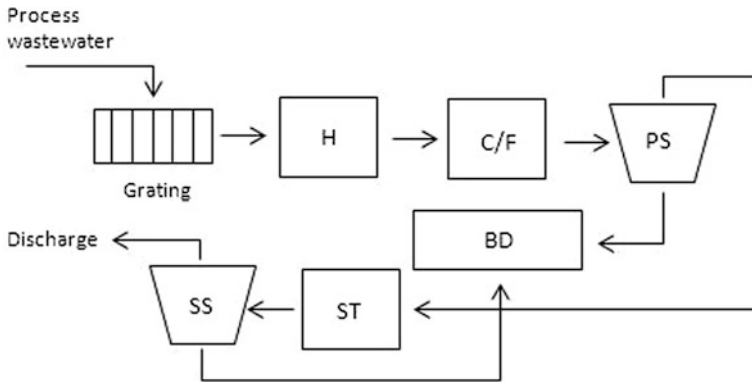 Process
wastewater
H
C/F
PS
Grating
Discharge
BD
SS
ST